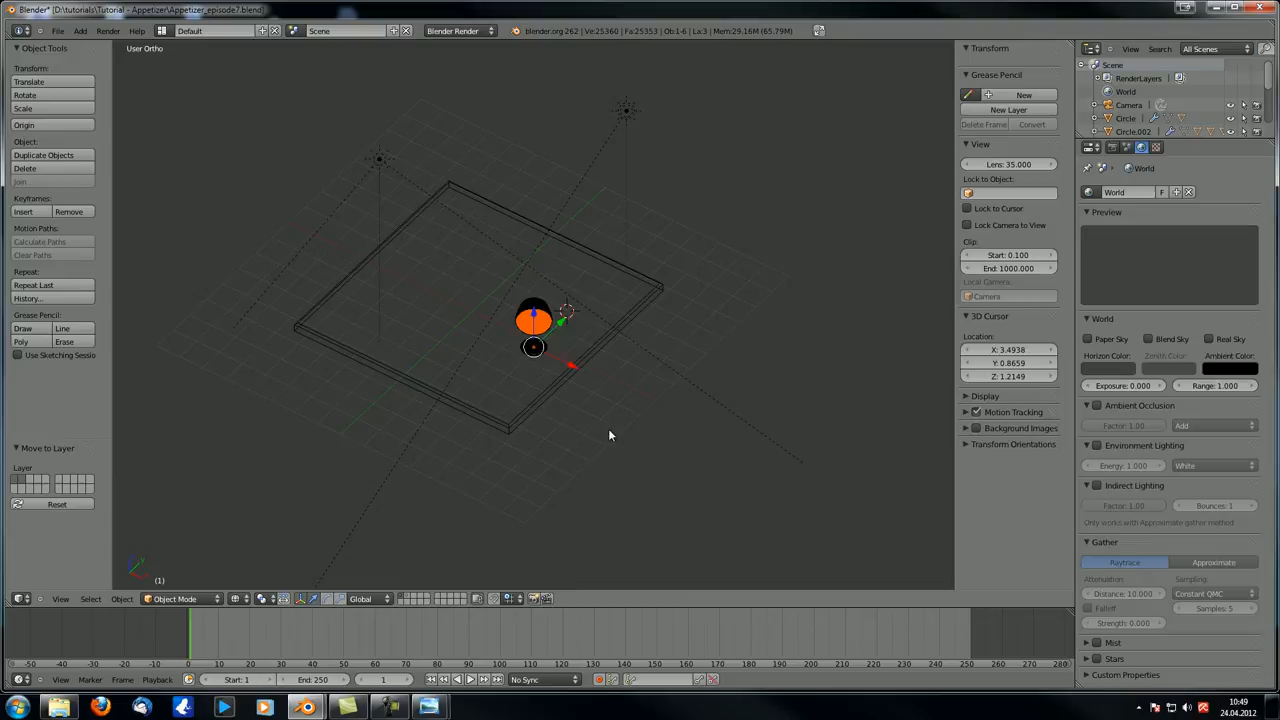 Blender* [D:\tutorials\Tutorial - Appetizer\Appetizer_episode7.blend]
File Add Render Help Default Scene Blender Render blender.org 262 | Ve:25360 | Fa:25353 | Ob:1-6 | La:3 | Mem:29.16M (65.79M)
Object Tools
Transform:
Translate
Rotate
Scale
Origin
Object:
Duplicate Objects
Delete
Join
Keyframes:
Insert Remove
Motion Paths:
Calculate Paths
Clear Paths
Repeat:
Repeat Last
History...
Grease Pencil:
Draw Line
Poly Erase
Use Sketching Sessio
Move to Layer
Layer
Reset
User Ortho
(1)
View Select Object Object Mode Global
Transform
Grease Pencil
New
New Layer
Delete Frame Convert
View
Lens: 35.000
Lock to Object:
Lock to Cursor
Lock Camera to View
Clip:
Start: 0.100
End: 1000.000
Local Camera:
Camera
3D Cursor
Location:
X: 3.4938
Y: 0.8659
Z: 1.2149
Display
Motion Tracking
Background Images
Transform Orientations
View Search All Scenes
Scene
RenderLayers
World
Camera
Circle
Circle.002
World
World F
Preview
World
Paper Sky Blend Sky Real Sky
Horizon Color: Zenith Color: Ambient Color:
Exposure: 0.000 Range: 1.000
Ambient Occlusion
Factor: 1.00 Add
Environment Lighting
Energy: 1.000 White
Indirect Lighting
Factor: 1.00 Bounces: 1
Only works with Approximate gather method
Gather
Raytrace Approximate
Attenuation: Sampling:
Distance: 10.000 Constant QMC
Falloff Samples: 5
Strength: 0.000
Mist
Stars
Custom Properties
-50 -40 -30 -20 -10 0 10 20 30 40 50 60 70 80 90 100 110 120 130 140 150 160 170 180 190 200 210 220 230 240 250 260 270 280
View Marker Frame Playback Start: 1 End: 250 1 No Sync
10:49
24.04.2012